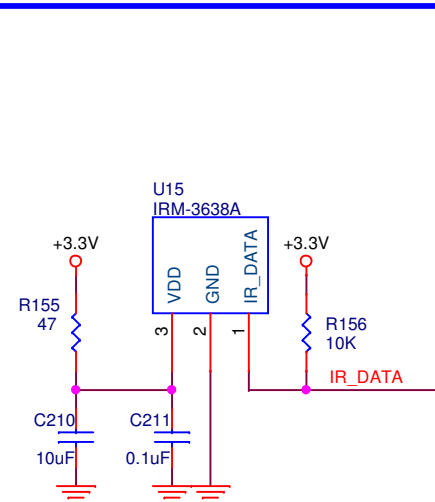 U15
IRM-3638A
+3.3V
+3.3V
VDD
GND
IR_DATA
R155
47
3
2
1
R156
10K
IR_DATA
C210
C211
10uF
0.1uF